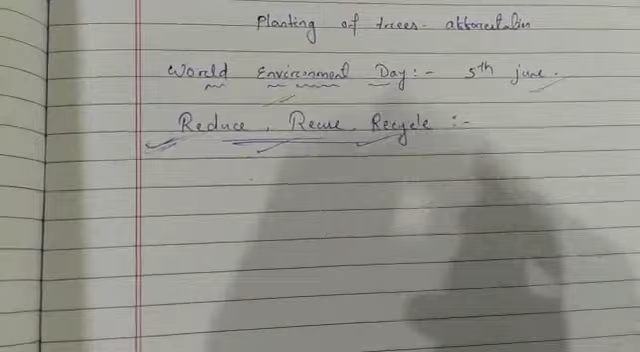 Planting of trees - afforestation
World Environment Day :- 5th june.
Reduce, Reuse, Recycle :-